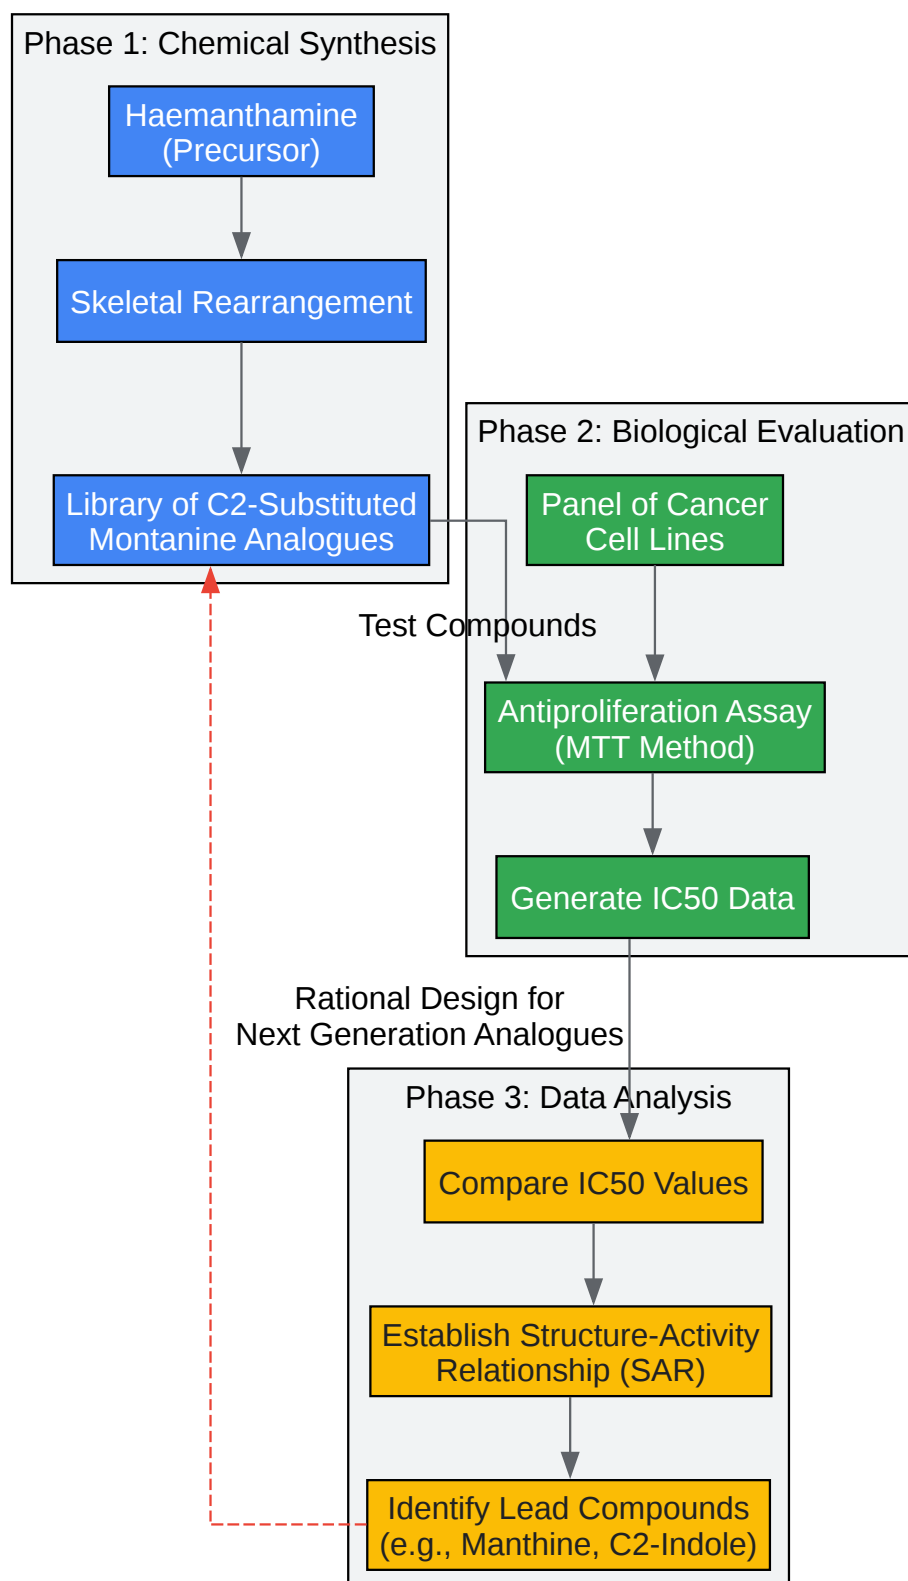 Phase 1: Chemical Synthesis
Haemanthamine
(Precursor)
Skeletal Rearrangement
Library of C2-Substituted
Montanine Analogues
Phase 2: Biological Evaluation
Panel of Cancer
Cell Lines
Test Compounds
Antiproliferation Assay
(MTT Method)
Generate IC50 Data
Rational Design for
Next Generation Analogues
Phase 3: Data Analysis
Compare IC50 Values
Establish Structure-Activity
Relationship (SAR)
Identify Lead Compounds
(e.g., Manthine, C2-Indole)